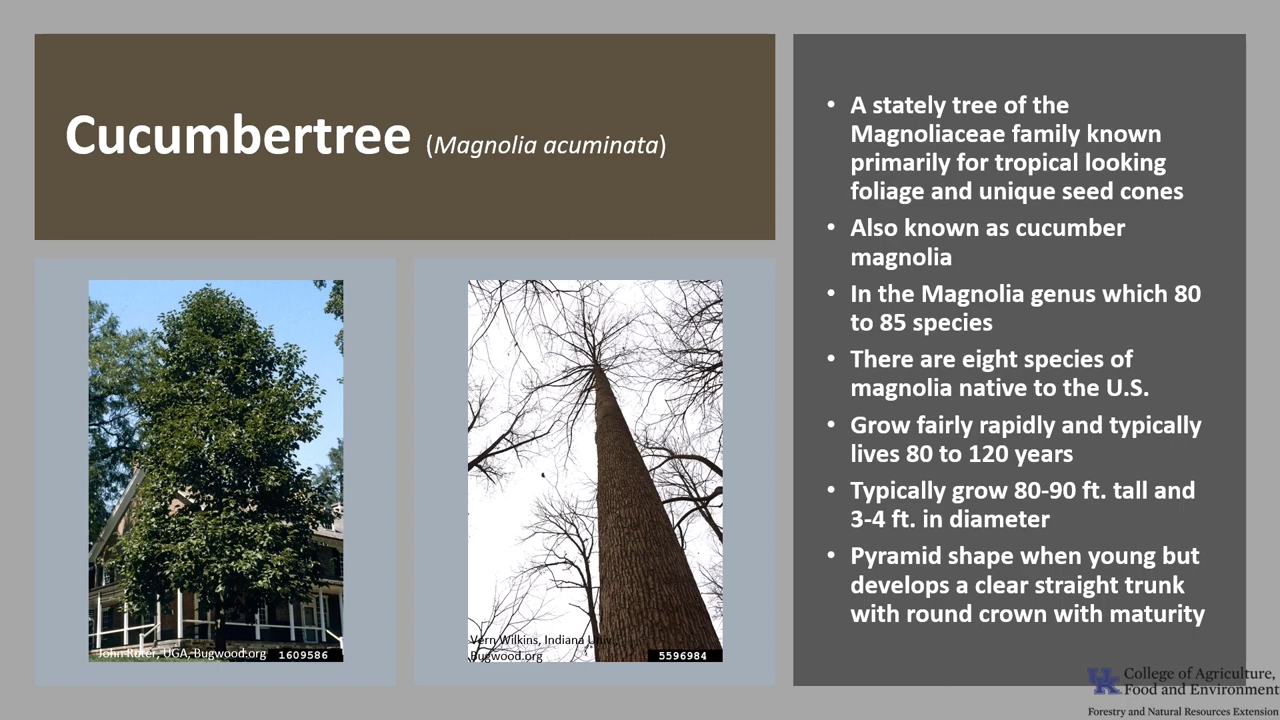 Cucumbertree (Magnolia acuminata)
• A stately tree of the
Magnoliaceae family known
primarily for tropical looking
foliage and unique seed cones
• Also known as cucumber
magnolia
• In the Magnolia genus which 80
to 85 species
• There are eight species of
magnolia native to the U.S.
• Grow fairly rapidly and typically
lives 80 to 120 years
• Typically grow 80-90 ft. tall and
3-4 ft. in diameter
• Pyramid shape when young but
develops a clear straight trunk
with round crown with maturity
John Ruter, UGA, Bugwood.org 1609586
Vern Wilkins, Indiana Univ.
Bugwood.org
5596984
UK College of Agriculture,
Food and Environment
Forestry and Natural Resources Extension